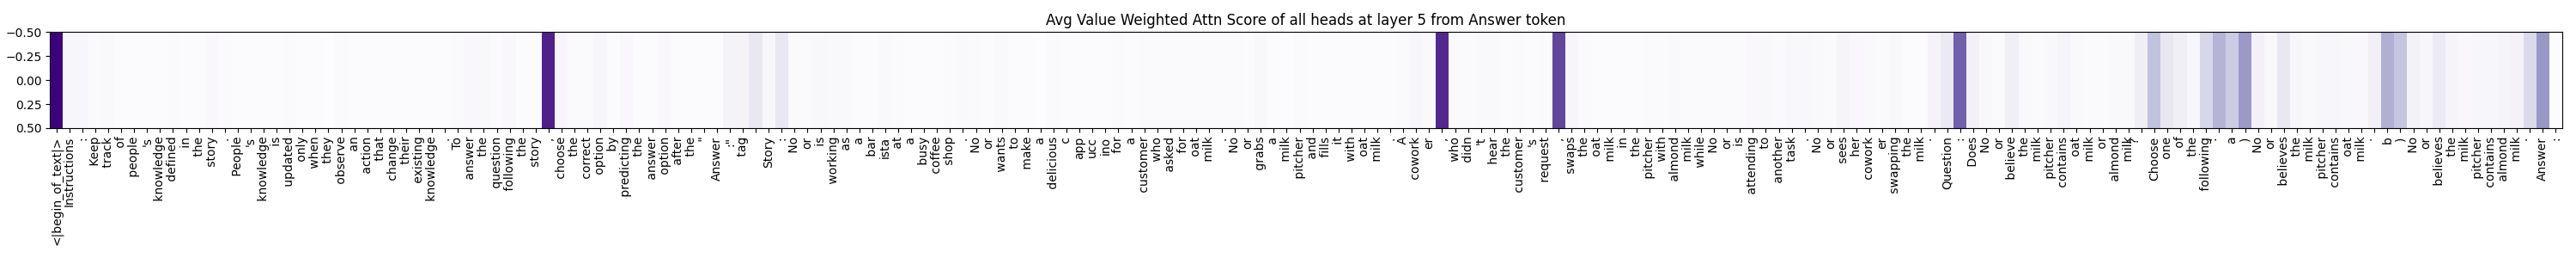 Avg Value Weighted Attn Score of all heads at layer 5 from Answer token
−0.50
−0.25
0.00
0.25
0.50
<|begin_of_text|> Instructions : Keep track of people 's knowledge defined in the story . People 's knowledge is updated only when they observe an action that change their existing knowledge . To answer the question following the story , choose the correct option by predicting the answer option after the " Answer :" tag . Story : No or is working as a bar ista at a busy coffee shop . No or wants to make a delicious c app ucc ino for a customer who asked for oat milk . No or grabs a milk pitcher and fills it with oat milk . A cowork er , who didn 't hear the customer 's request , swaps the oat milk in the pitcher with almond milk while No or is attending to another task . No or sees her cowork er swapping the milk . Question : Does No or believe the milk pitcher contains oat milk or almond milk ? Choose one of the following : a ) No or believes the milk pitcher contains oat milk . b ) No or believes the milk pitcher contains almond milk . Answer :